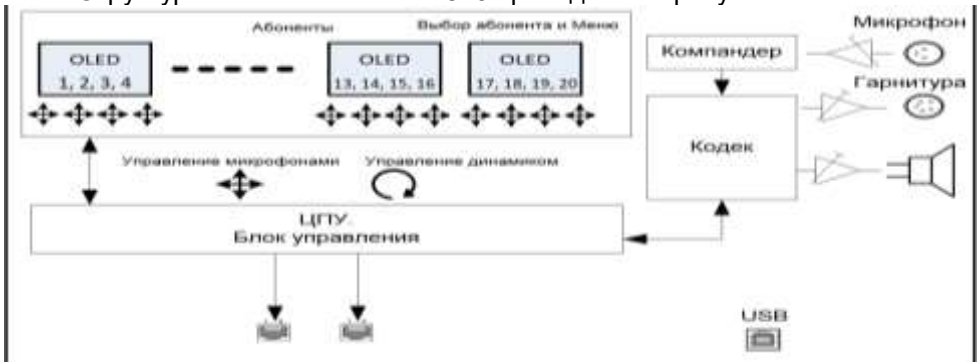 Абоненты
Выбор абонента и Меню
Микрофон
OLED
1, 2, 3, 4
OLED
13, 14, 15, 16
OLED
17, 18, 19, 20
Компандер
Гарнитура
Кодек
Управление микрофонами
Управление динамиком
ЦПУ.
Блок управления
USB